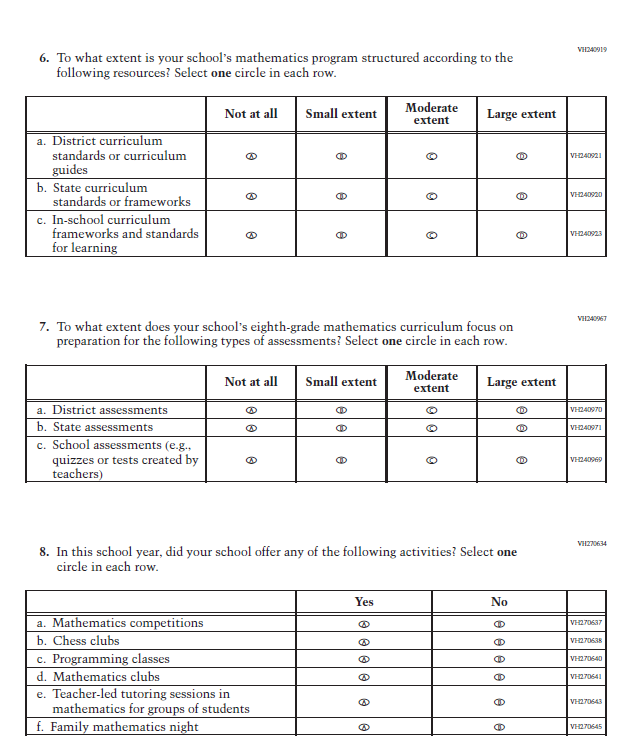 VH240919
6. To what extent is your school's mathematics program structured according to the
following resources? Select one circle in each row.
Not at all Small extent Moderate extent Large extent
a. District curriculum
standards or curriculum
guides
A B C D VH240921
b. State curriculum
standards or frameworks
A B C D VH240920
c. In-school curriculum
frameworks and standards
for learning
A B C D VH240923
VH240967
7. To what extent does your school's eighth-grade mathematics curriculum focus on
preparation for the following types of assessments? Select one circle in each row.
Not at all Small extent Moderate extent Large extent
a. District assessments A B C D VH240970
b. State assessments A B C D VH240971
c. School assessments (e.g.,
quizzes or tests created by
teachers)
A B C D VH240969
VH270634
8. In this school year, did your school offer any of the following activities? Select one
circle in each row.
Yes No
a. Mathematics competitions A B VH270637
b. Chess clubs A B VH270638
c. Programming classes A B VH270640
d. Mathematics clubs A B VH270641
e. Teacher-led tutoring sessions in
mathematics for groups of students
A B VH270643
f. Family mathematics night A B VH270645